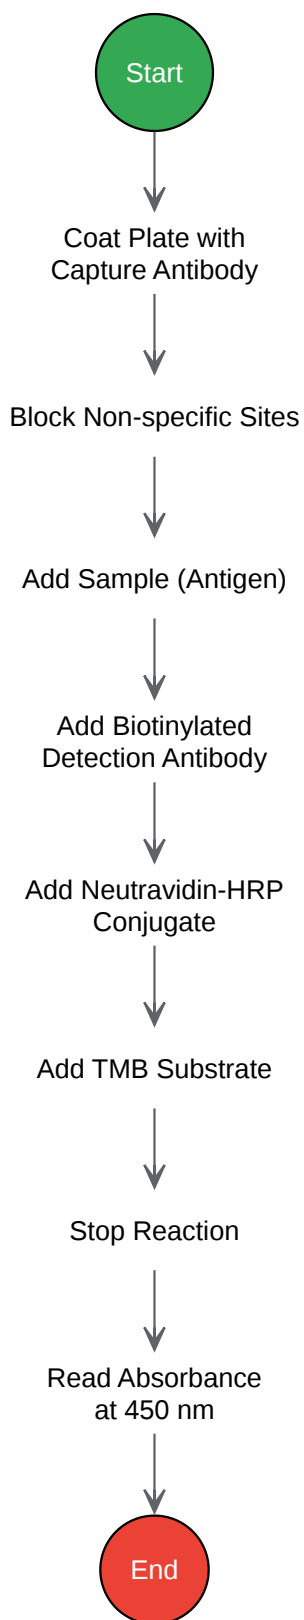 Start
Coat Plate with
Capture Antibody
Block Non-specific Sites
Add Sample (Antigen)
Add Biotinylated
Detection Antibody
Add Neutravidin-HRP
Conjugate
Add TMB Substrate
Stop Reaction
Read Absorbance
at 450 nm
End